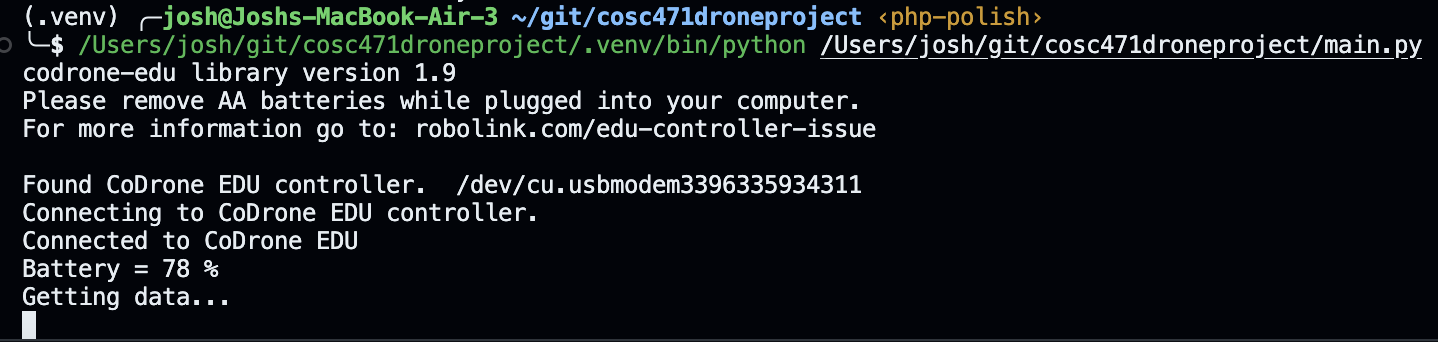 (.venv) ╭─josh@Joshs-MacBook-Air-3 ~/git/cosc471droneproject ‹php-polish›
╰─$ /Users/josh/git/cosc471droneproject/.venv/bin/python /Users/josh/git/cosc471droneproject/main.py
codrone-edu library version 1.9
Please remove AA batteries while plugged into your computer.
For more information go to: robolink.com/edu-controller-issue

Found CoDrone EDU controller.  /dev/cu.usbmodem3396335934311
Connecting to CoDrone EDU controller.
Connected to CoDrone EDU
Battery = 78 %
Getting data...